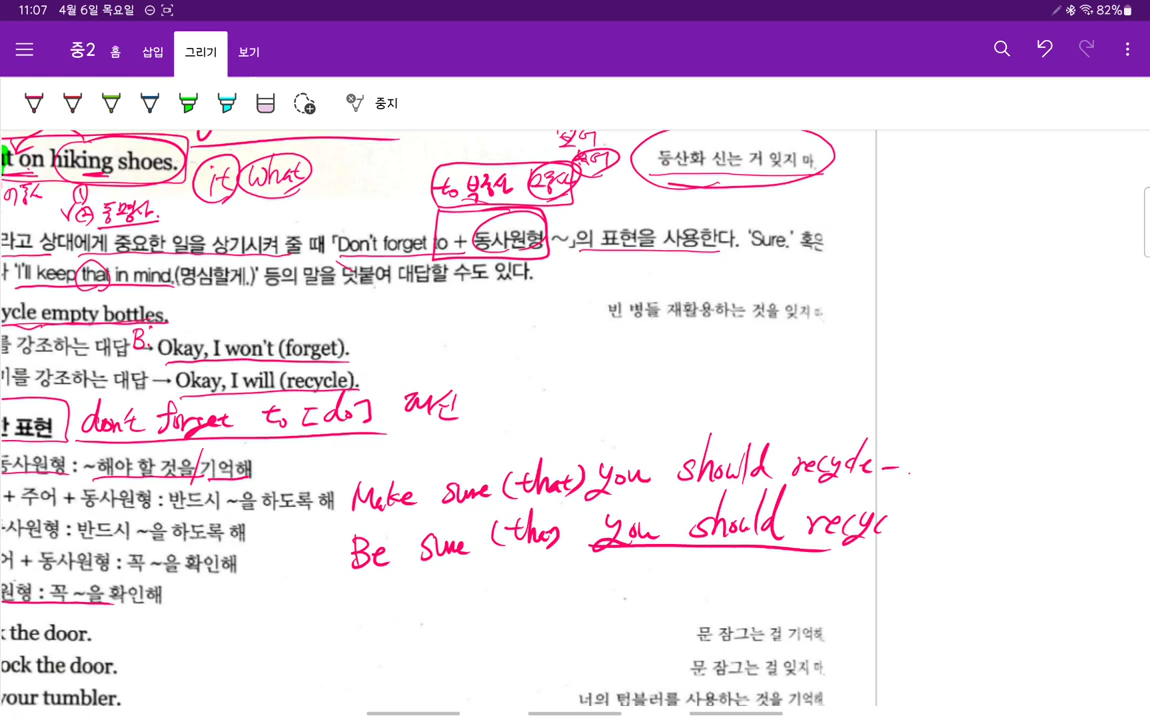 11:07 4월 6일 목요일 82%
중2 홈 삽입 그리기 보기
중지
t on hiking shoes.
it what
to 부정사
등산화 신는 거 잊지 마.
① ② 동명사.
라고 상대에게 중요한 일을 상기시켜 줄 때 「Don't forget to + 동사원형 ~」의 표현을 사용한다. 'Sure.' 혹은
'I'll keep that in mind.(명심할게.)' 등의 말을 덧붙여 대답할 수도 있다.
ycle empty bottles. 빈 병들 재활용하는 것을 잊지 마
를 강조하는 대답 B: → Okay, I won't (forget).
기를 강조하는 대답 → Okay, I will (recycle).
한 표현 don't forget to [do]
동사원형 : ~해야 할 것을/기억해
Make sure (that) you should recycle
+ 주어 + 동사원형 : 반드시 ~을 하도록 해
동사원형 : 반드시 ~을 하도록 해
Be sure (that) you should recyc
어 + 동사원형 : 꼭 ~을 확인해
원형 : 꼭 ~을 확인해
k the door. 문 잠그는 걸 기억해
ock the door. 문 잠그는 걸 잊지 마
your tumbler. 너의 텀블러를 사용하는 것을 기억해